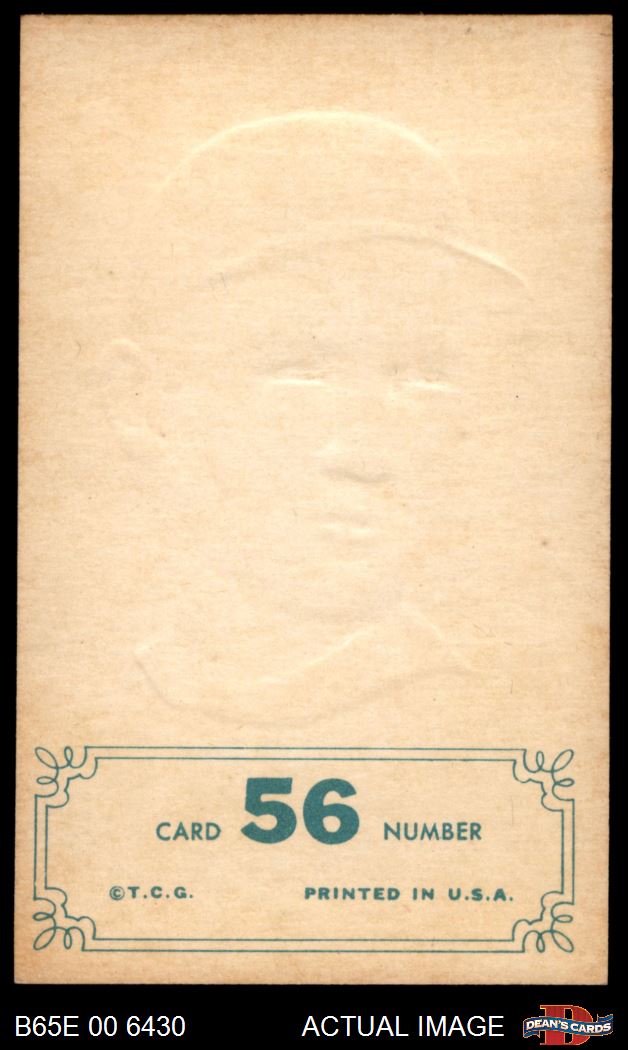 CARD 56 NUMBER
©T.C.G. PRINTED IN U.S.A.
B65E 00 6430 ACTUAL IMAGE DEAN'S CARDS